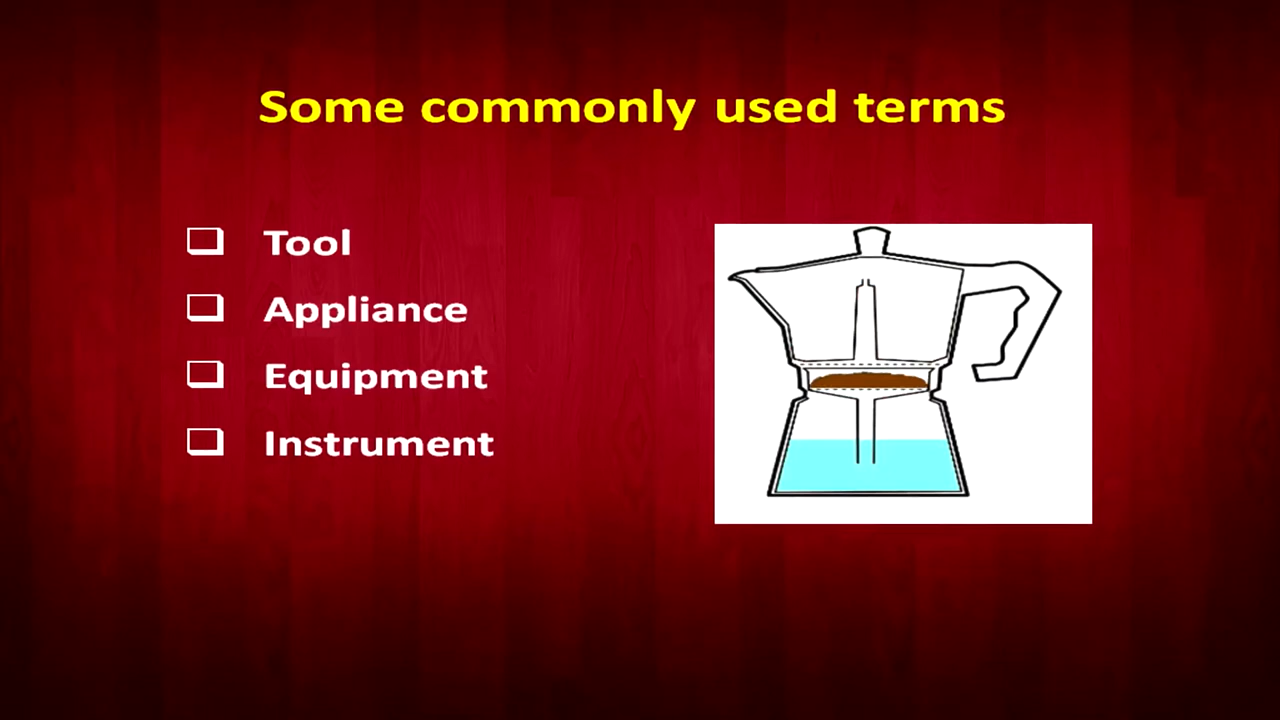 Some commonly used terms
Tool
Appliance
Equipment
Instrument